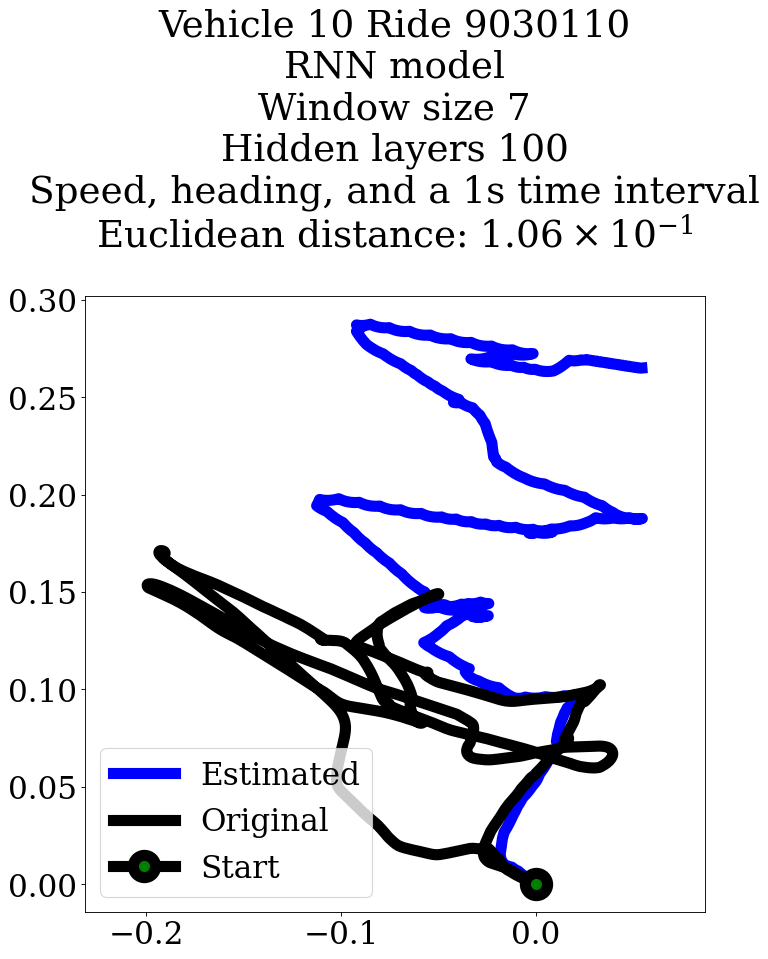 Vehicle 10 Ride 9030110
RNN model
Window size 7
Hidden layers 100
Speed, heading, and a 1s time interval
Euclidean distance: 1.06 × 10⁻¹
0.30
0.25
0.20
0.15
0.10
0.05
0.00
Estimated
Original
Start
−0.2 −0.1 0.0